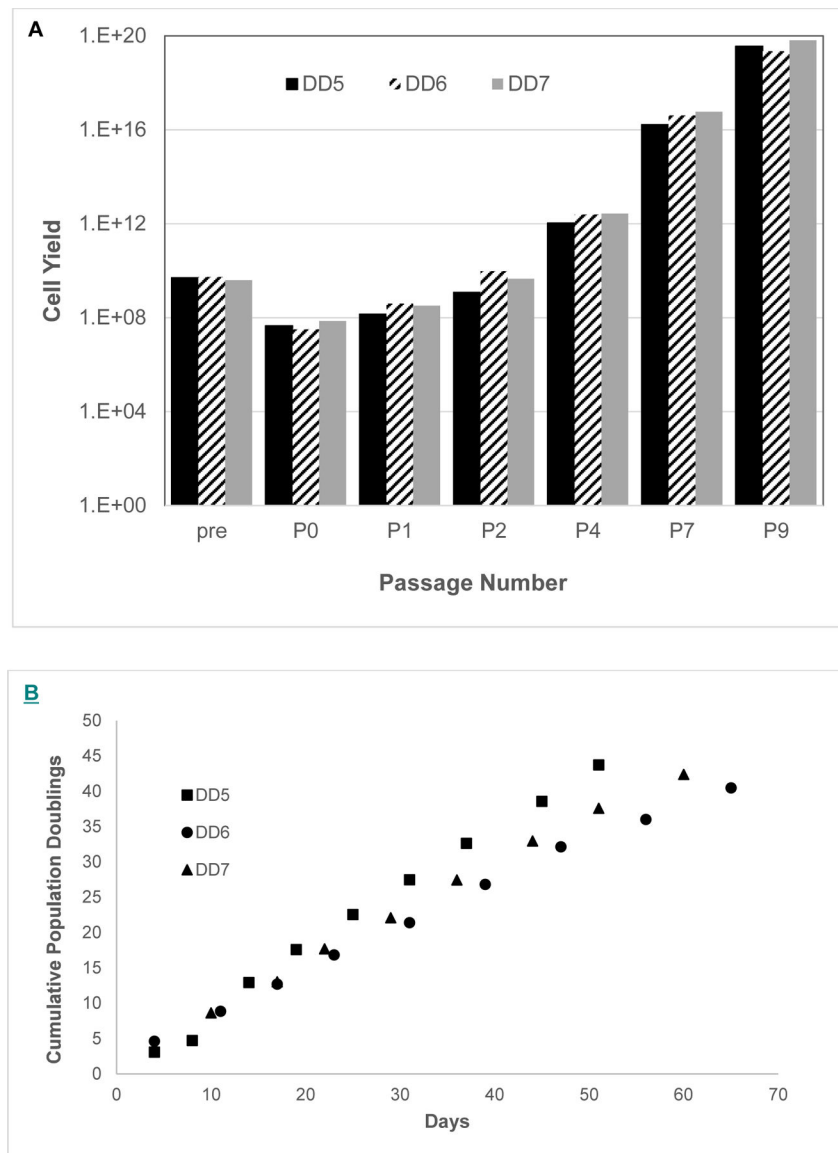 A
1.E+20
DD5 DD6 DD7
1.E+16
1.E+12
1.E+08
1.E+04
1.E+00
Cell Yield
pre P0 P1 P2 P4 P7 P9
Passage Number
B
50
45
40
35
30
25
20
15
10
5
0
Cumulative Population Doublings
DD5
DD6
DD7
0 10 20 30 40 50 60 70
Days